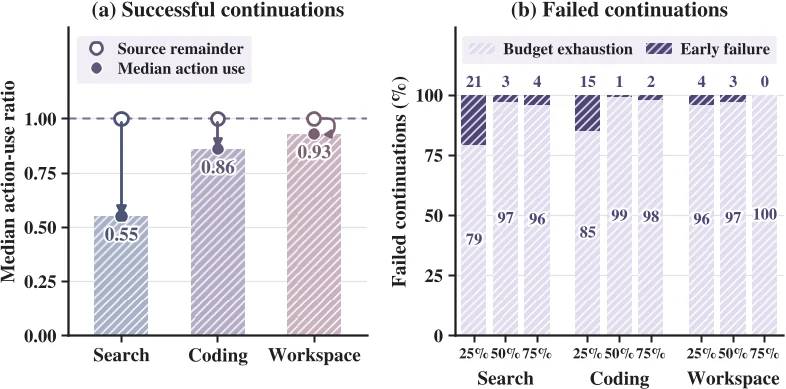 (a) Successful continuations
Median action-use ratio
Source remainder
Median action use
1.00
0.75
0.50
0.25
0.00
0.55
0.86
0.93
Search Coding Workspace
(b) Failed continuations
Failed continuations (%)
Budget exhaustion Early failure
21 3 4 15 1 2 4 3 0
100
75
50
25
0
79 97 96 85 99 98 96 97 100
25% 50% 75% 25% 50% 75% 25% 50% 75%
Search Coding Workspace